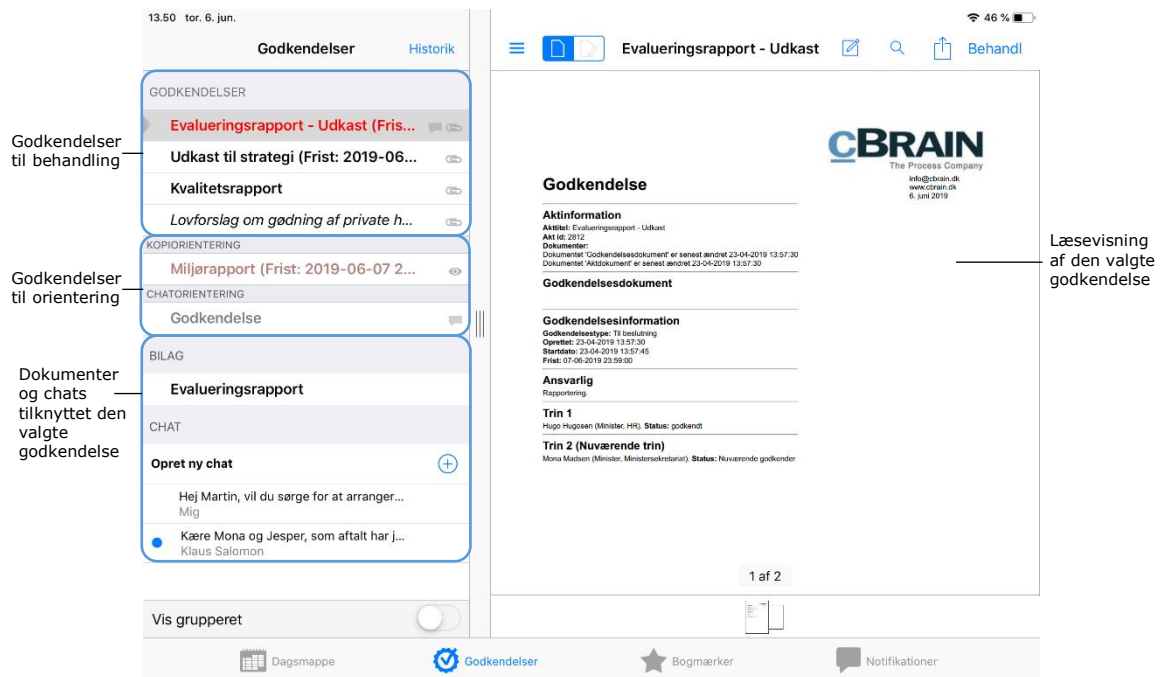 13.50 tor. 6. jun.
46 %
Godkendelser
Historik
Evalueringsrapport - Udkast
Behandl
GODKENDELSER
Evalueringsrapport - Udkast (Fris...
Udkast til strategi (Frist: 2019-06...
Kvalitetsrapport
Lovforslag om gødning af private h...
KOPIORIENTERING
Miljørapport (Frist: 2019-06-07 2...
CHATORIENTERING
Godkendelse
BILAG
Evalueringsrapport
CHAT
Opret ny chat
Hej Martin, vil du sørge for at arranger...
Mig
Kære Mona og Jesper, som aftalt har j...
Klaus Salomon
Vis grupperet
Godkendelser
til behandling
Godkendelser
til orientering
Dokumenter
og chats
tilknyttet den
valgte
godkendelse
CBRAIN
The Process Company
info@cbrain.dk
www.cbrain.dk
6. juni 2019
Godkendelse
Aktinformation
Akttitel: Evalueringsrapport - Udkast
Akt Id: 2812
Dokumenter:
Dokumentet 'Godkendelsesdokument' er senest ændret 23-04-2019 13:57:30
Dokumentet 'Aktdokument' er senest ændret 23-04-2019 13:57:30
Godkendelsesdokument
Godkendelsesinformation
Godkendelsestype: Til beslutning
Oprettet: 23-04-2019 13:57:30
Startdato: 23-04-2019 13:57:45
Frist: 07-06-2019 23:59:00
Ansvarlig
Rapportering.
Trin 1
Hugo Hugosen (Minister, HR). Status: godkendt
Trin 2 (Nuværende trin)
Mona Madsen (Minister, Ministersekretariat). Status: Nuværende godkender
1 af 2
Læsevisning
af den valgte
godkendelse
Dagsmappe
Godkendelser
Bogmærker
Notifikationer